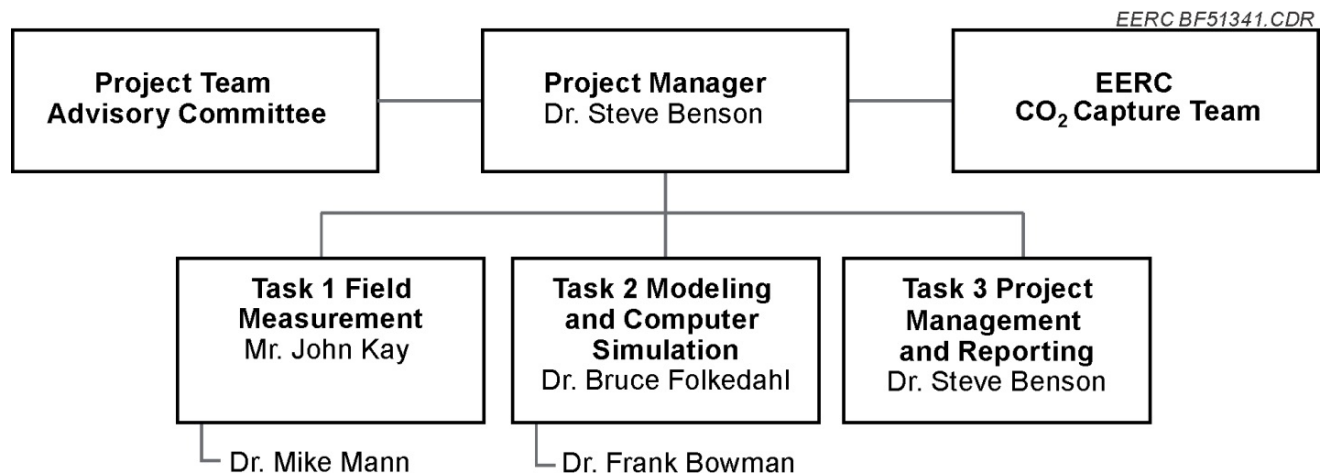 EERC BF51341.CDR
Project Team
Advisory Committee
Project Manager
Dr. Steve Benson
EERC
CO₂ Capture Team
Task 1 Field
Measurement
Mr. John Kay
Task 2 Modeling
and Computer
Simulation
Dr. Bruce Folkedahl
Task 3 Project
Management
and Reporting
Dr. Steve Benson
Dr. Mike Mann
Dr. Frank Bowman